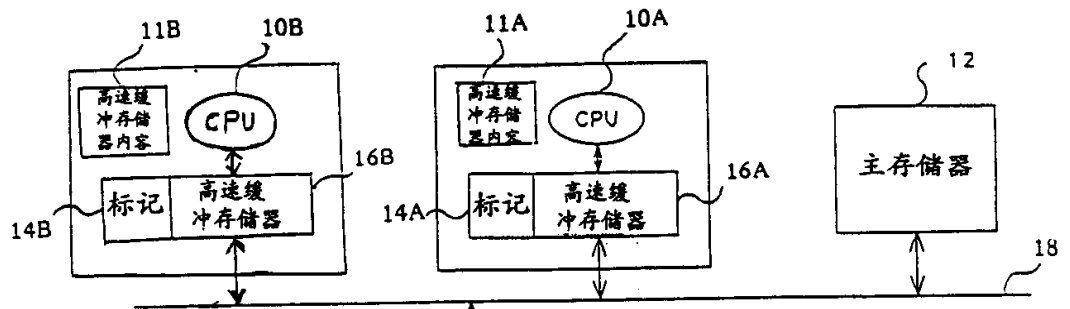 11B
10B
11A
10A
12
高速缓
冲存储
器内容
CPU
高速缓
冲存储
器内容
CPU
主存储器
16B
16A
标记
高速缓
冲存储器
标记
高速缓
冲存储器
14B
14A
18